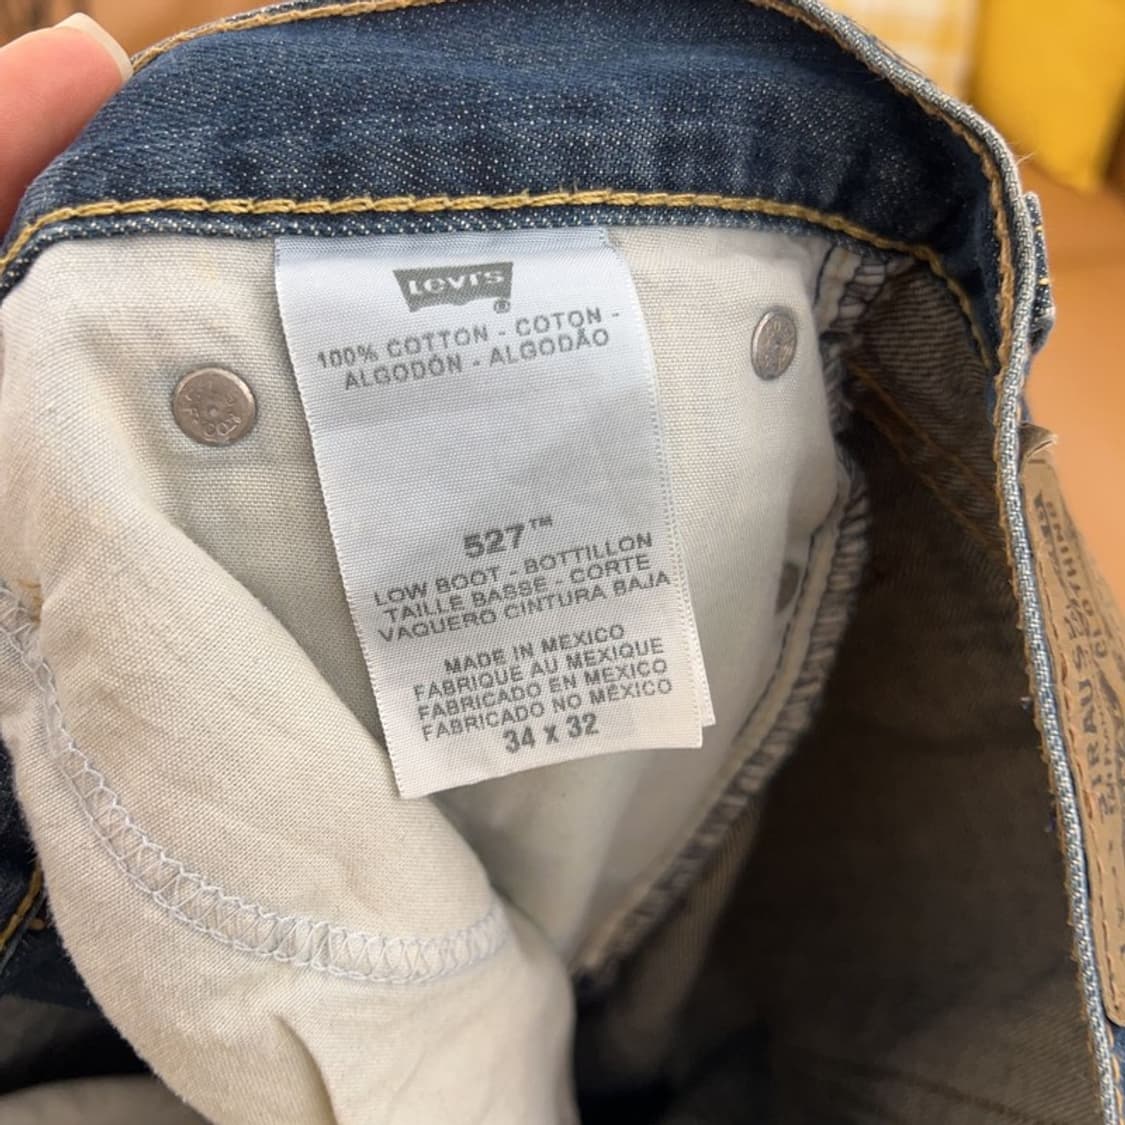 Levi's
®
100% COTTON - COTON -
ALGODÓN - ALGODÃO
527™
LOW BOOT - BOTTILLON
TAILLE BASSE - CORTE
VAQUERO CINTURA BAJA
MADE IN MEXICO
FABRIQUE AU MEXIQUE
FABRICADO EN MEXICO
FABRICADO NO MÉXICO
34 x 32